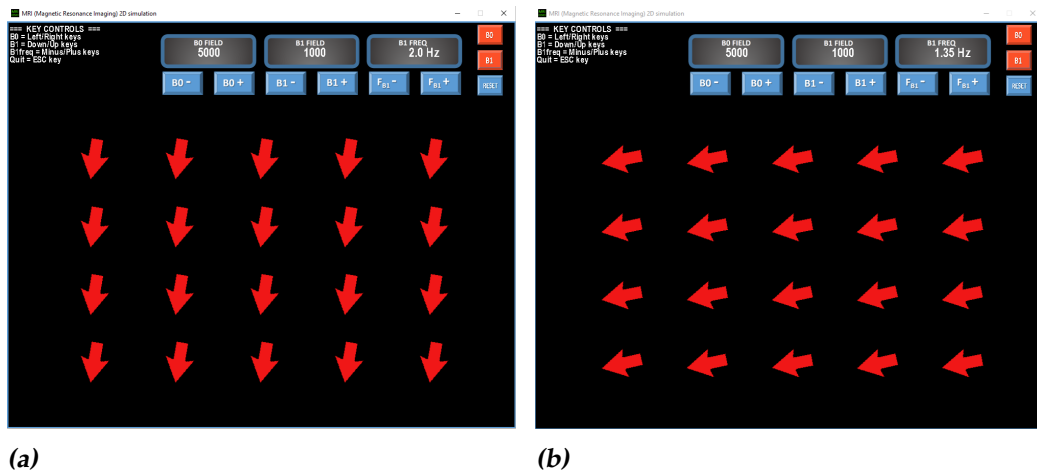 MRI (Magnetic Resonance Imaging) 2D simulation
=== KEY CONTROLS ===
B0 = Left/Right keys
B1 = Down/Up keys
B1freq = Minus/Plus keys
Quit = ESC key
B0 FIELD
5000
B1 FIELD
1000
B1 FREQ
2.0 Hz
B0
B1
B0 -
B0 +
B1 -
B1 +
FB1 -
FB1 +
RESET
(a)
MRI (Magnetic Resonance Imaging) 2D simulation
=== KEY CONTROLS ===
B0 = Left/Right keys
B1 = Down/Up keys
B1freq = Minus/Plus keys
Quit = ESC key
B0 FIELD
5000
B1 FIELD
1000
B1 FREQ
1.35 Hz
B0
B1
B0 -
B0 +
B1 -
B1 +
FB1 -
FB1 +
RESET
(b)